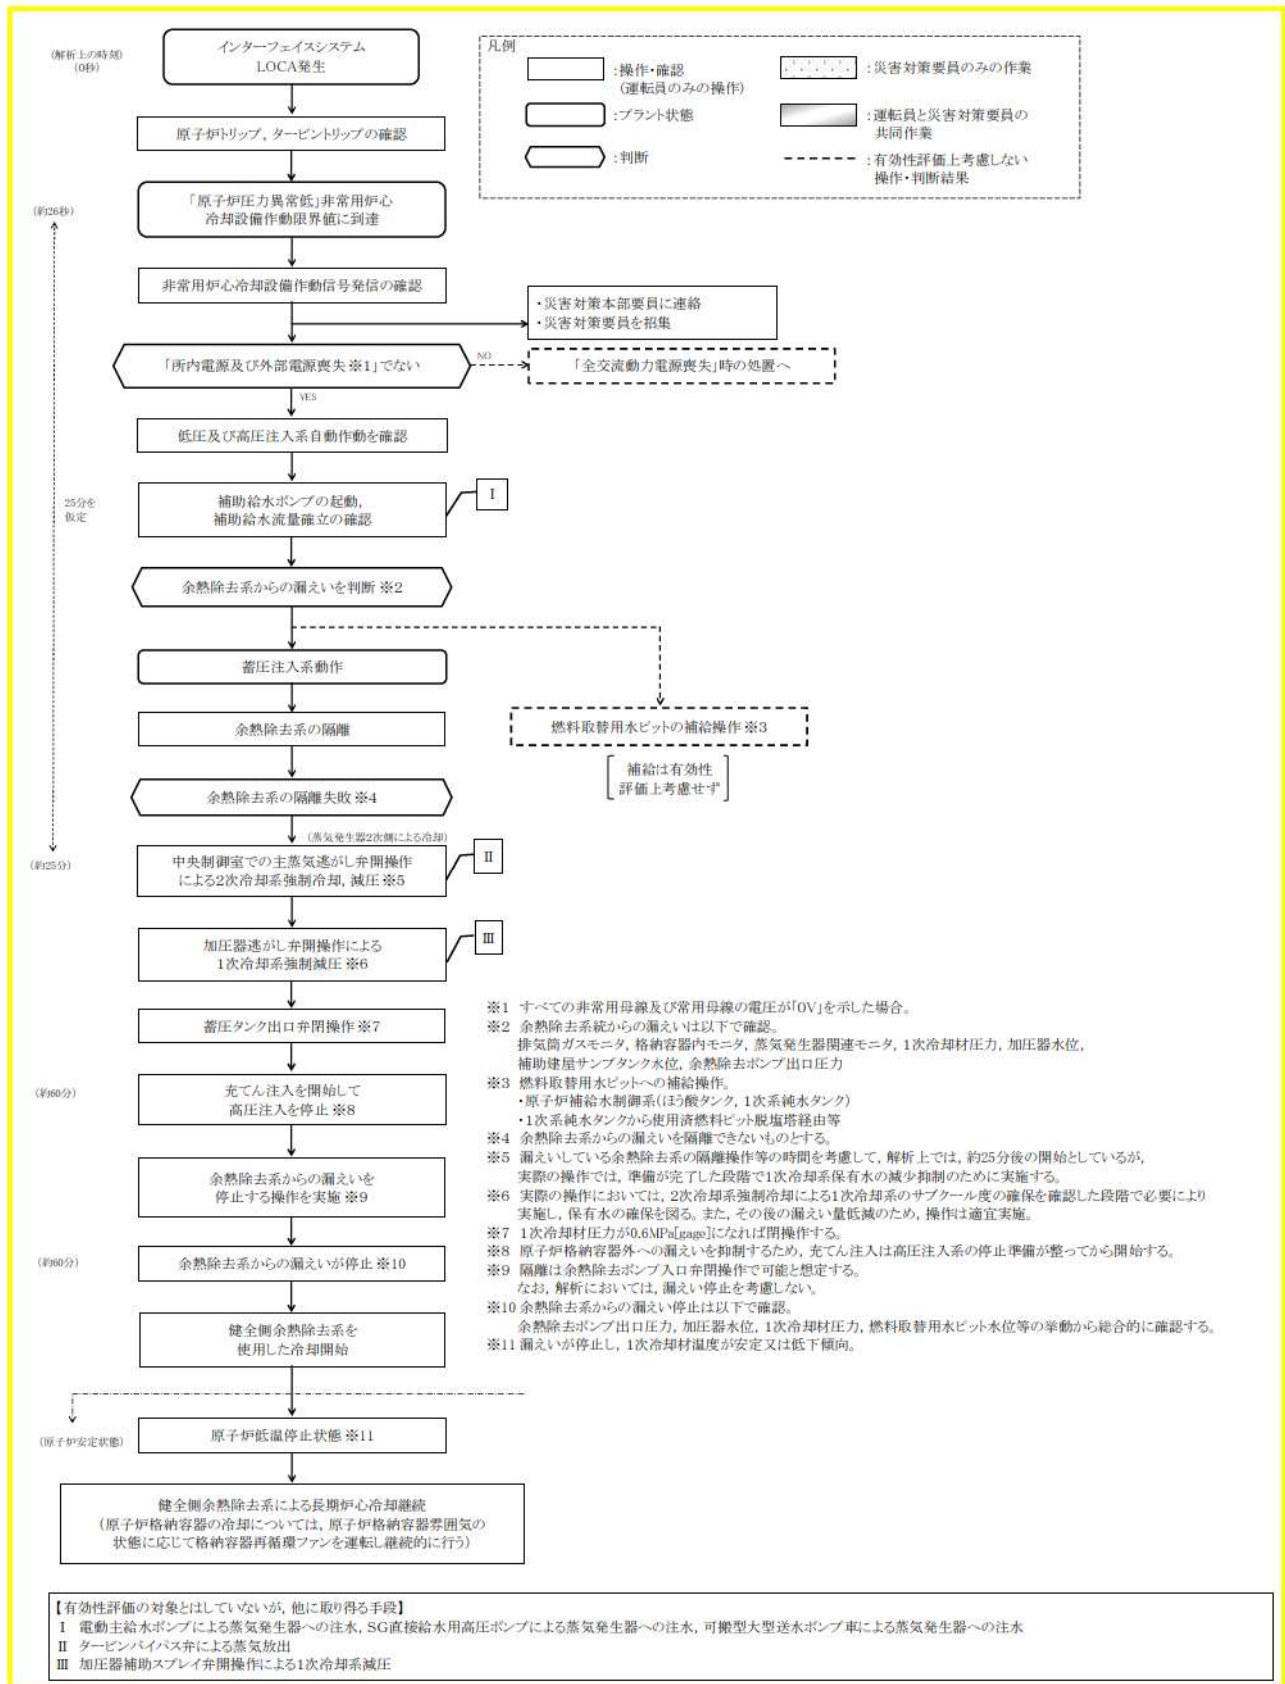 (解析上の時刻)
(0秒)
インターフェイスシステム
LOCA発生
凡例
:操作・確認
(運転員のみの操作)
:災害対策要員のみの作業
:プラント状態
:運転員と災害対策要員の
共同作業
:判断
:有効性評価上考慮しない
操作・判断結果
原子炉トリップ,タービントリップの確認
(約26秒)
「原子炉圧力異常低」非常用炉心
冷却設備作動限界値に到達
非常用炉心冷却設備作動信号発信の確認
・災害対策本部要員に連絡
・災害対策要員を招集
「所内電源及び外部電源喪失※1」でない
NO
「全交流動力電源喪失」時の処置へ
YES
低圧及び高圧注入系自動作動を確認
25分を
仮定
補助給水ポンプの起動,
補助給水流量確立の確認
I
余熱除去系からの漏えいを判断※2
蓄圧注入系動作
余熱除去系の隔離
燃料取替用水ピットの補給操作※3
補給は有効性
評価上考慮せず
余熱除去系の隔離失敗※4
(蒸気発生器2次側による冷却)
(約25分)
中央制御室での主蒸気逃がし弁開操作
による2次冷却系強制冷却,減圧※5
II
加圧器逃がし弁開操作による
1次冷却系強制減圧※6
III
蓄圧タンク出口弁閉操作※7
(約60分)
充てん注入を開始して
高圧注入を停止※8
余熱除去系からの漏えいを
停止する操作を実施※9
(約60分)
余熱除去系からの漏えいが停止※10
健全側余熱除去系を
使用した冷却開始
(原子炉安定状態)
原子炉低温停止状態※11
健全側余熱除去系による長期炉心冷却継続
(原子炉格納容器の冷却については,原子炉格納容器雰囲気の
状態に応じて格納容器再循環ファンを運転し継続的に行う)
※1 すべての非常用母線及び常用母線の電圧が「0V」を示した場合。
※2 余熱除去系統からの漏えいは以下で確認。
排気筒ガスモニタ,格納容器内モニタ,蒸気発生器関連モニタ,1次冷却材圧力,加圧器水位,
補助建屋サンプタンク水位,余熱除去ポンプ出口圧力
※3 燃料取替用水ピットへの補給操作。
・原子炉補給水制御系(ほう酸タンク,1次系純水タンク)
・1次系純水タンクから使用済燃料ピット脱塩塔経由等
※4 余熱除去系からの漏えいを隔離できないものとする。
※5 漏えいしている余熱除去系の隔離操作等の時間を考慮して,解析上では,約25分後の開始としているが,
実際の操作では,準備が完了した段階で1次冷却系保有水の減少抑制のために実施する。
※6 実際の操作においては,2次冷却系強制冷却による1次冷却系のサブクール度の確保を確認した段階で必要により
実施し,保有水の確保を図る。また,その後の漏えい量低減のため,操作は適宜実施。
※7 1次冷却材圧力が0.6MPa[gage]になれば閉操作する。
※8 原子炉格納容器外への漏えいを抑制するため,充てん注入は高圧注入系の停止準備が整ってから開始する。
※9 隔離は余熱除去ポンプ入口弁閉操作で可能と想定する。
なお,解析においては,漏えい停止を考慮しない。
※10 余熱除去系からの漏えい停止は以下で確認。
余熱除去ポンプ出口圧力,加圧器水位,1次冷却材圧力,燃料取替用水ピット水位等の挙動から総合的に確認する。
※11 漏えいが停止し,1次冷却材温度が安定又は低下傾向。
【有効性評価の対象とはしていないが,他に取り得る手段】
I 電動主給水ポンプによる蒸気発生器への注水,SG直接給水用高圧ポンプによる蒸気発生器への注水,可搬型大型送水ポンプ車による蒸気発生器への注水
II タービンバイパス弁による蒸気放出
III 加圧器補助スプレイ弁開操作による1次冷却系減圧